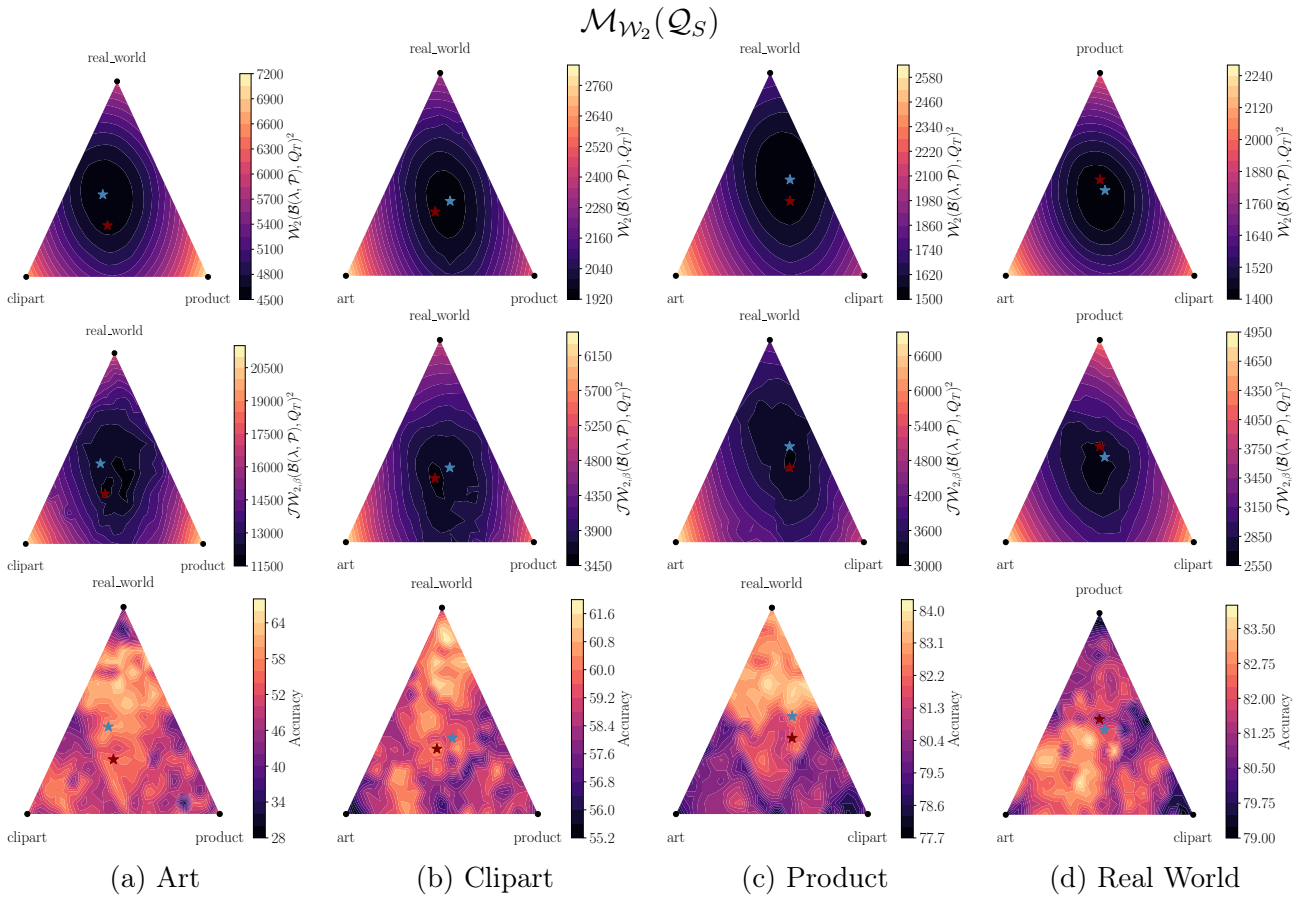 $\mathcal{M}_{\mathcal{W}_2}(\mathcal{Q}_S)$
real_world
clipart
product
7200
6900
6600
6300
6000
5700
5400
5100
4800
4500
$\mathcal{W}_2(\mathcal{B}(\lambda, \mathcal{P}), Q_T)^2$
real_world
art
product
2760
2640
2520
2400
2280
2160
2040
1920
$\mathcal{W}_2(\mathcal{B}(\lambda, \mathcal{P}), Q_T)^2$
real_world
art
clipart
2580
2460
2340
2220
2100
1980
1860
1740
1620
1500
$\mathcal{W}_2(\mathcal{B}(\lambda, \mathcal{P}), Q_T)^2$
product
art
clipart
2240
2120
2000
1880
1760
1640
1520
1400
$\mathcal{W}_2(\mathcal{B}(\lambda, \mathcal{P}), Q_T)^2$
real_world
clipart
product
20500
19000
17500
16000
14500
13000
11500
$\mathcal{JW}_{2,\beta}(\mathcal{B}(\lambda, \mathcal{P}), Q_T)^2$
real_world
art
product
6150
5700
5250
4800
4350
3900
3450
$\mathcal{JW}_{2,\beta}(\mathcal{B}(\lambda, \mathcal{P}), Q_T)^2$
real_world
art
clipart
6600
6000
5400
4800
4200
3600
3000
$\mathcal{JW}_{2,\beta}(\mathcal{B}(\lambda, \mathcal{P}), Q_T)^2$
product
art
clipart
4950
4650
4350
4050
3750
3450
3150
2850
2550
$\mathcal{JW}_{2,\beta}(\mathcal{B}(\lambda, \mathcal{P}), Q_T)^2$
real_world
clipart
product
64
58
52
46
40
34
28
Accuracy
real_world
art
product
61.6
60.8
60.0
59.2
58.4
57.6
56.8
56.0
55.2
Accuracy
real_world
art
clipart
84.0
83.1
82.2
81.3
80.4
79.5
78.6
77.7
Accuracy
product
art
clipart
83.50
82.75
82.00
81.25
80.50
79.75
79.00
Accuracy
(a) Art
(b) Clipart
(c) Product
(d) Real World